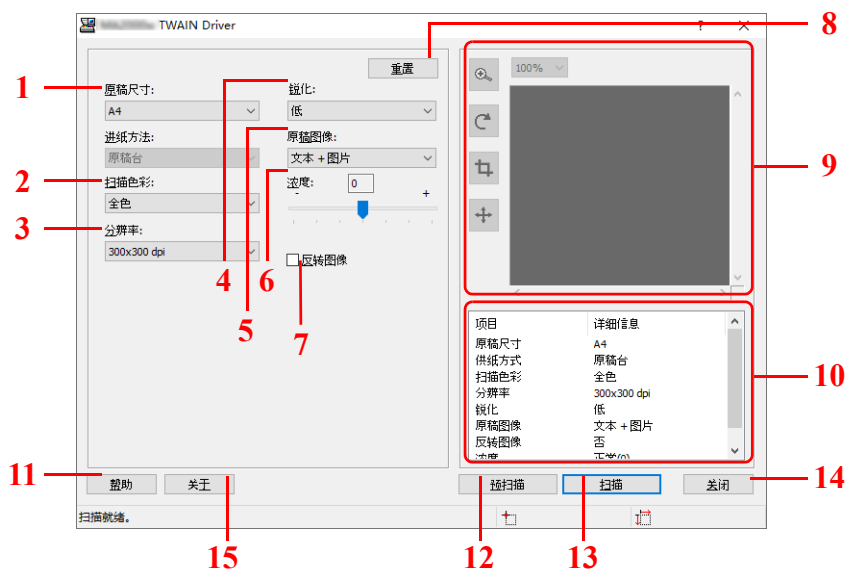 TWAIN Driver
?
8
重置
1
原稿尺寸:
A4
进纸方法:
原稿台
2
扫描色彩:
全色
3
分辨率:
300x300 dpi
4
锐化:
低
5
原稿图像:
文本 + 图片
6
浓度:
0
-
+
反转图像
7
100%
9
项目 详细信息
原稿尺寸 A4
供纸方式 原稿台
扫描色彩 全色
分辨率 300x300 dpi
锐化 低
原稿图像 文本 + 图片
反转图像 否
浓度 正常(0)
10
11
帮助
关于
预扫描
扫描
关闭
14
扫描就绪。
15
12
13